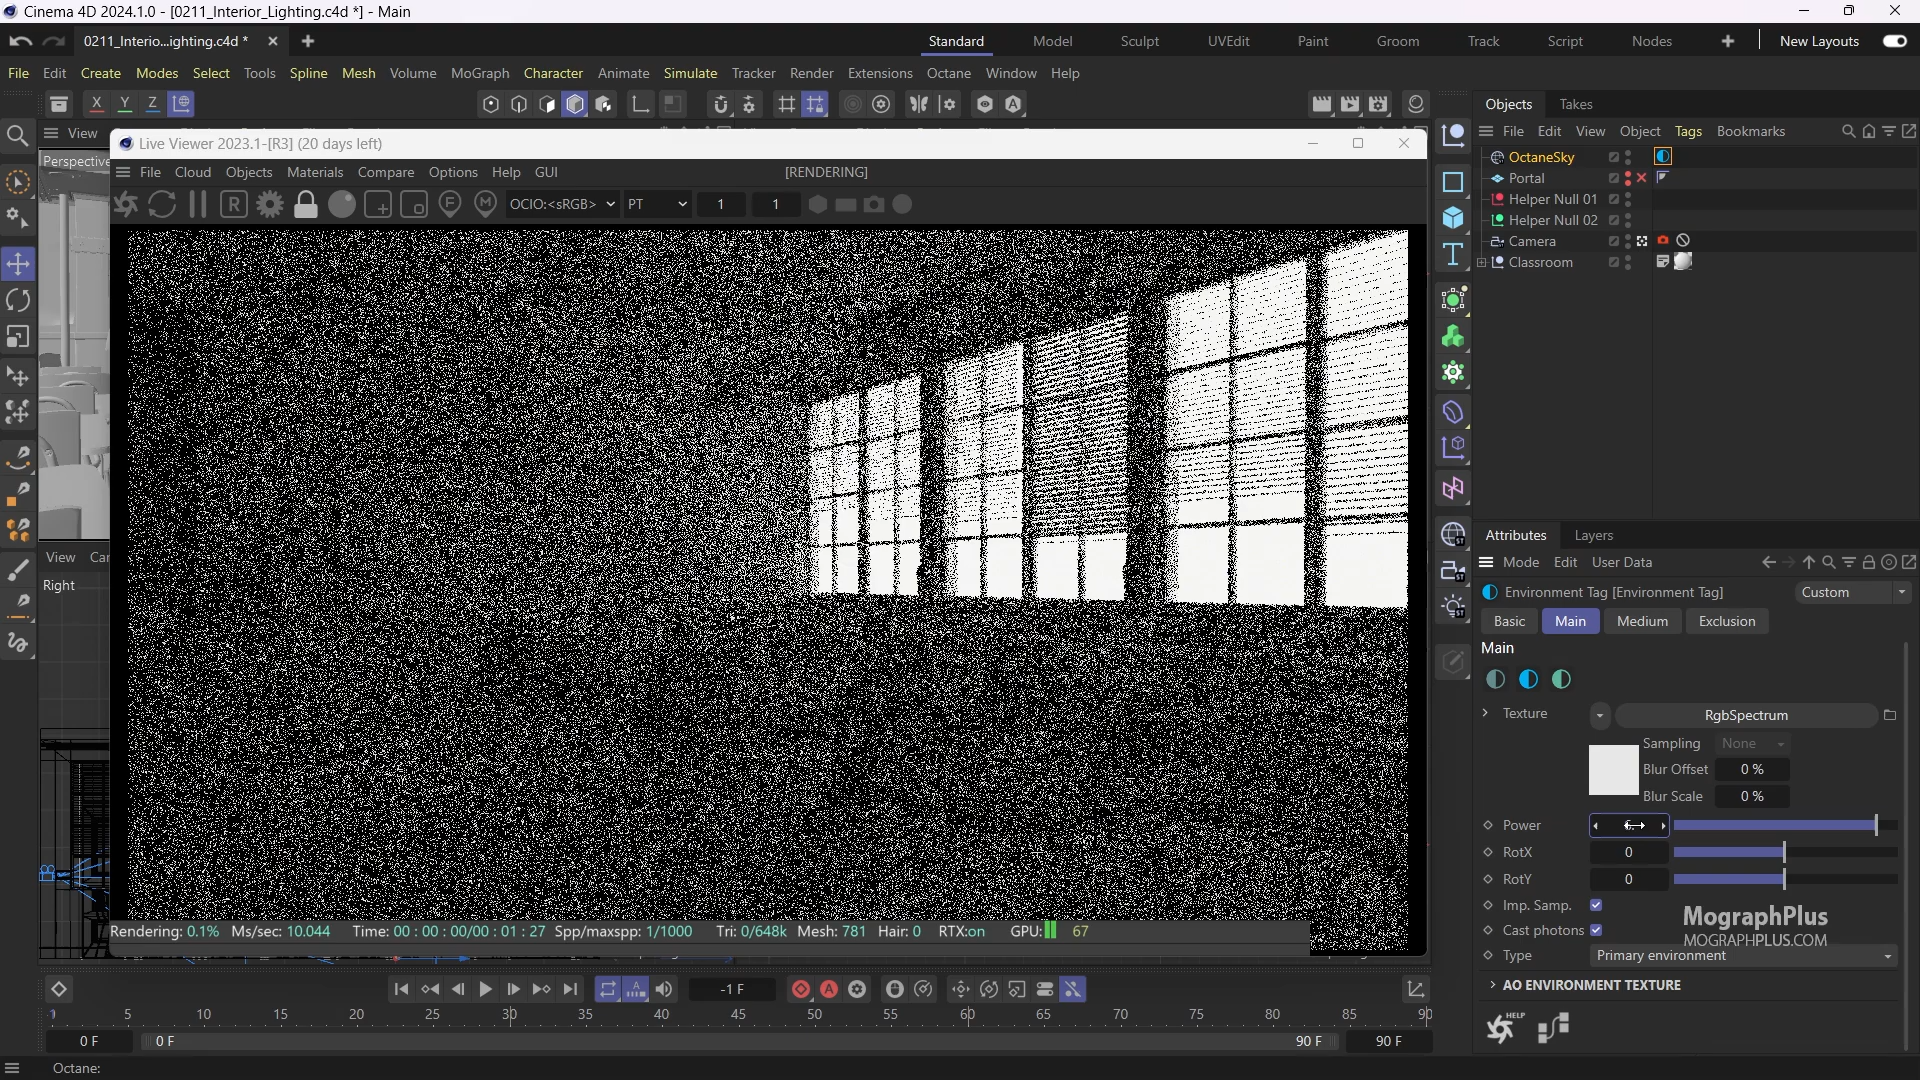 Cinema 4D 2024.1.0 - [0211_Interior_Lighting.c4d *] - Main
0211_Interio...ighting.c4d *
Standard Model Sculpt UVEdit Paint Groom Track Script Nodes New Layouts
File Edit Create Modes Select Tools Spline Mesh Volume MoGraph Character Animate Simulate Tracker Render Extensions Octane Window Help
X Y Z
Objects Takes
View
File Edit View Object Tags Bookmarks
Live Viewer 2023.1-[R3] (20 days left)
Perspective
OctaneSky
File Cloud Objects Materials Compare Options Help GUI [RENDERING]
Portal
OCIO:<sRGB> PT 1 1
Helper Null 01
Helper Null 02
Camera
Classroom
Attributes Layers
View
Mode Edit User Data
Right
Environment Tag [Environment Tag] Custom
Basic Main Medium Exclusion
Main
Texture RgbSpectrum
Sampling None
Blur Offset 0 %
Blur Scale 0 %
Power
RotX 0
RotY 0
Imp. Samp.
MographPlus
Cast photons
MOGRAPHPLUS.COM
Type Primary environment
AO ENVIRONMENT TEXTURE
HELP
Rendering: 0.1% Ms/sec: 10.044 Time: 00 : 00 : 00/00 : 01 : 27 Spp/maxspp: 1/1000 Tri: 0/648k Mesh: 781 Hair: 0 RTX:on GPU: 67
-1 F
-1 5 10 15 20 25 30 35 40 45 50 55 60 65 70 75 80 85 90
0 F 0 F 90 F 90 F
Octane: